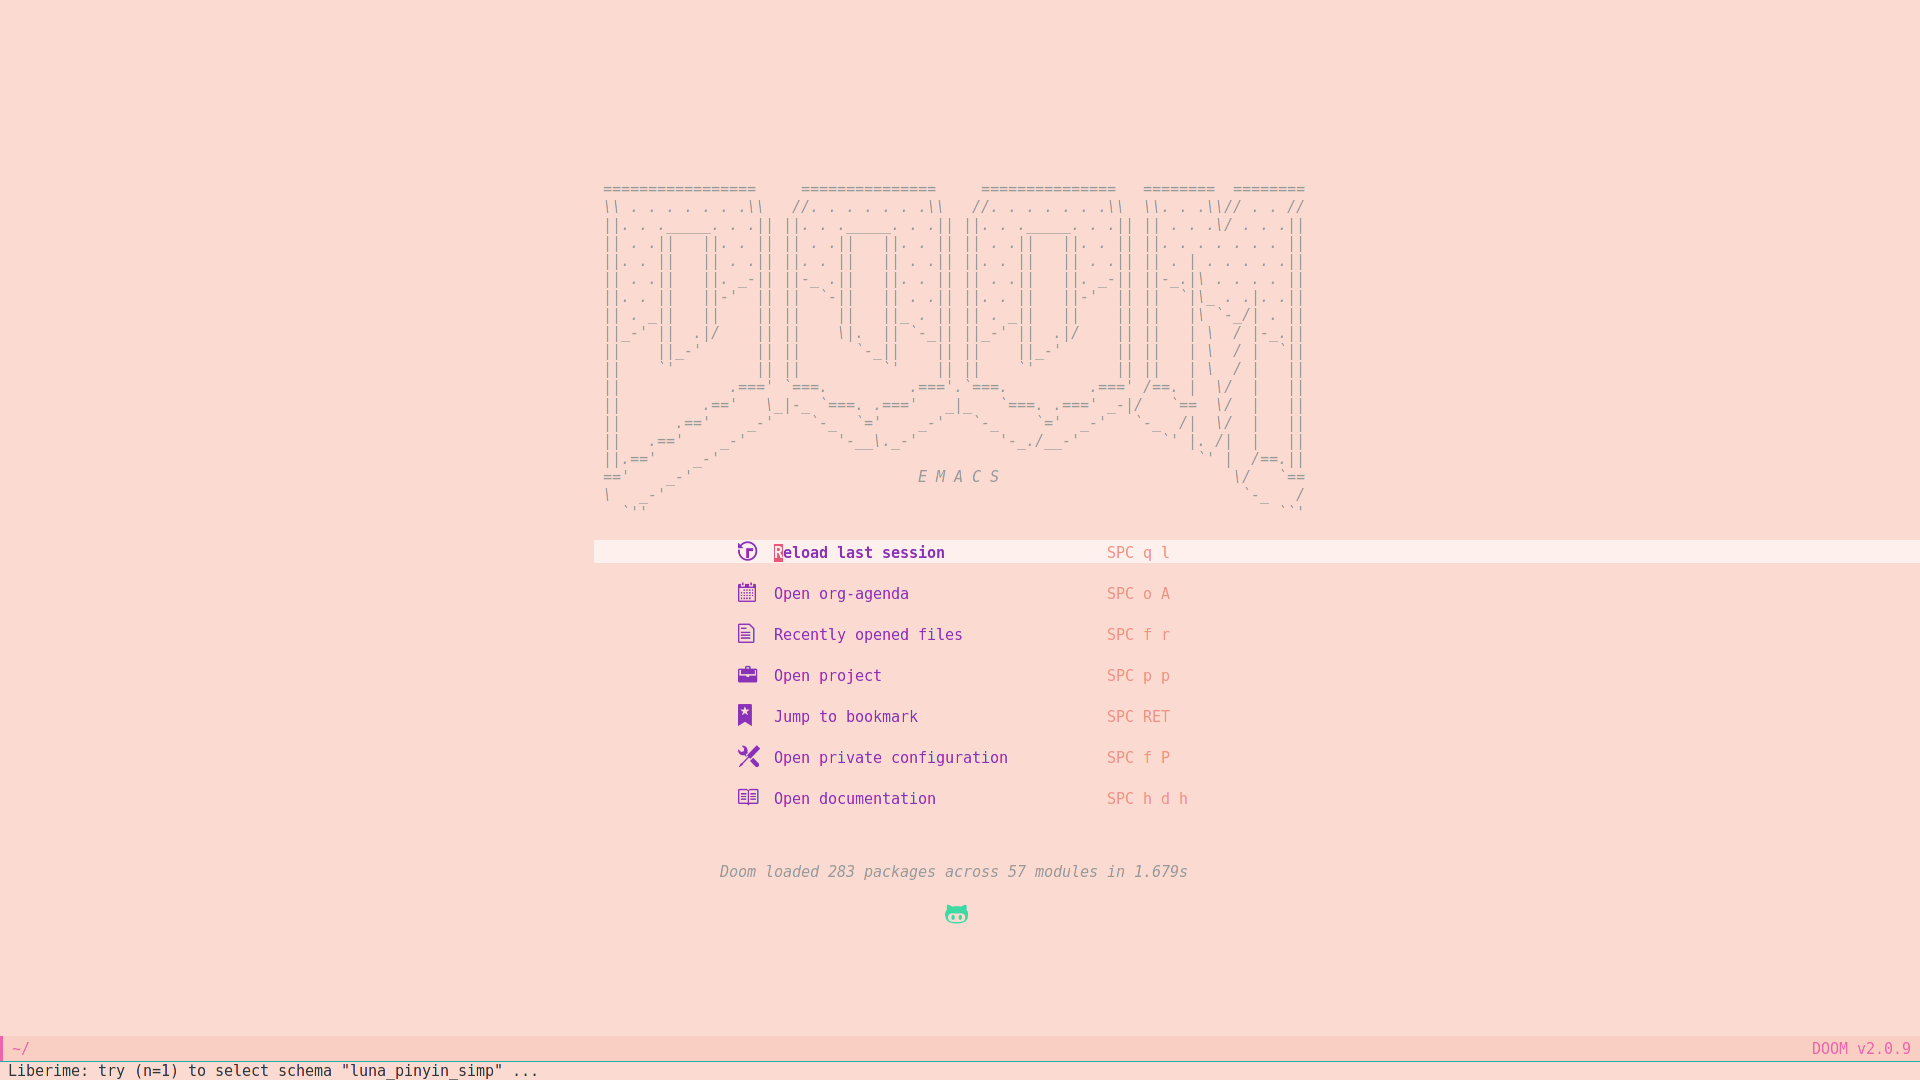 E M A C S
Reload last session SPC q l
Open org-agenda SPC o A
Recently opened files SPC f r
Open project SPC p p
Jump to bookmark SPC RET
Open private configuration SPC f P
Open documentation SPC h d h
Doom loaded 283 packages across 57 modules in 1.679s
~/ DOOM v2.0.9
Liberime: try (n=1) to select schema "luna_pinyin_simp" ...